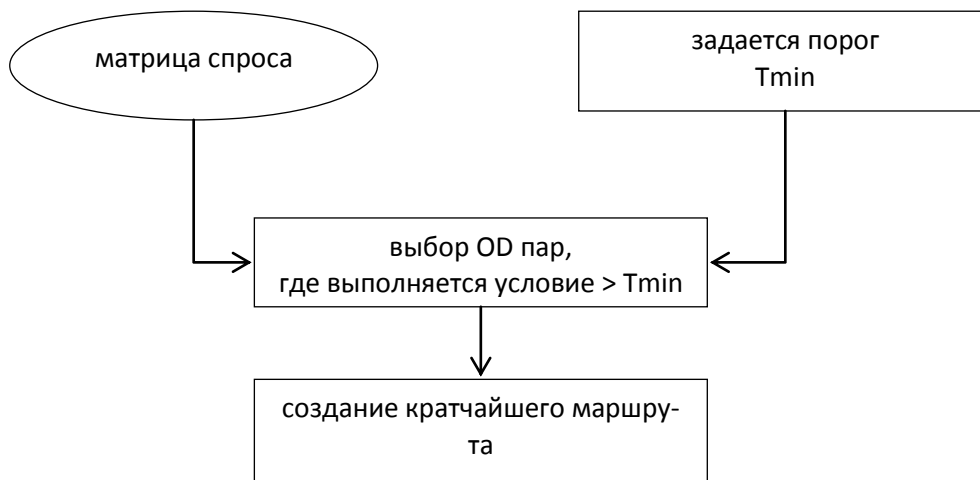 матрица спроса
задается порог
Tmin
выбор OD пар,
где выполняется условие > Tmin
создание кратчайшего маршру-
та